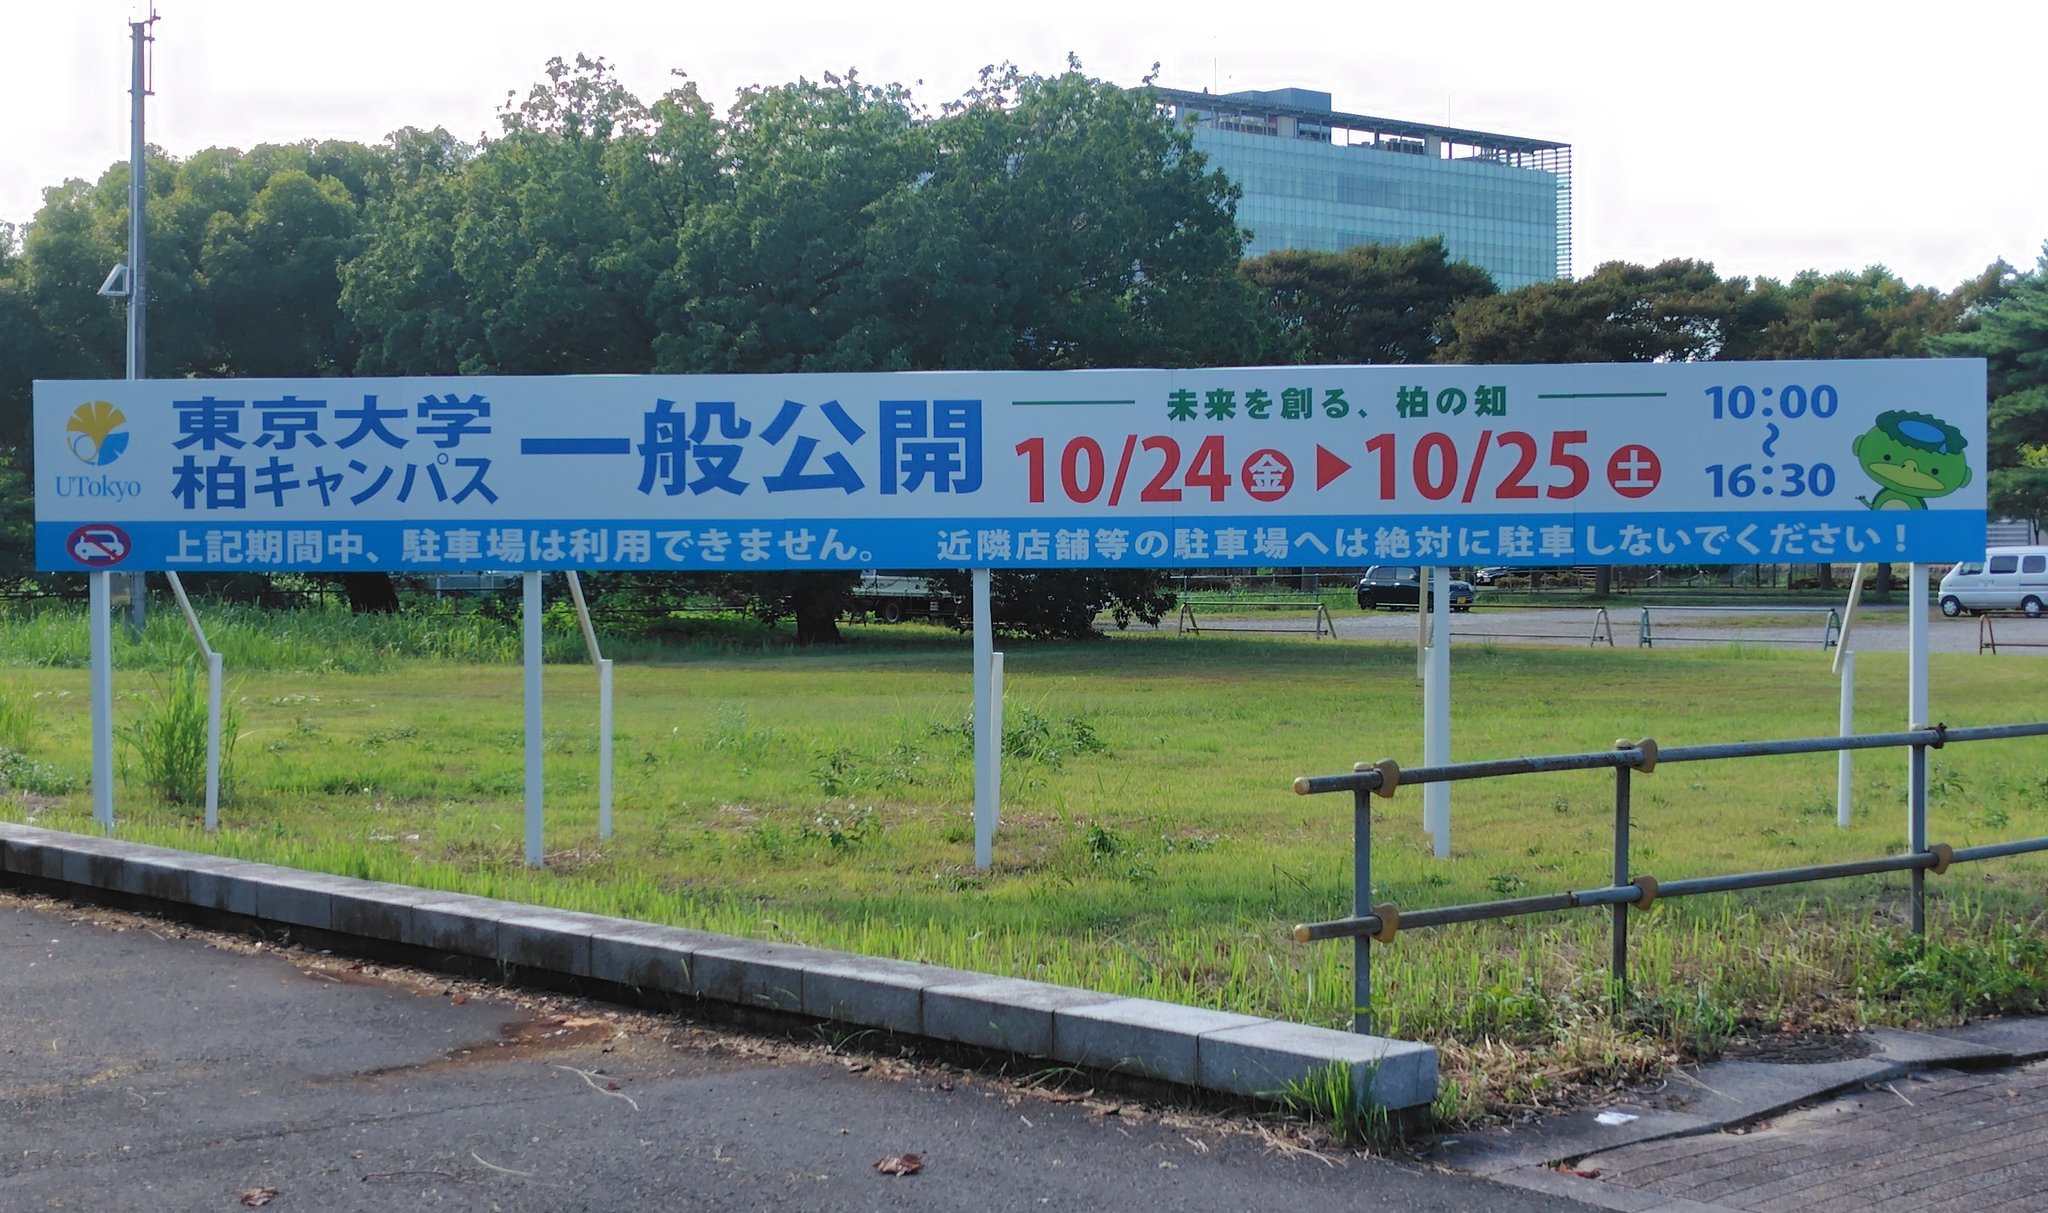 UTokyo
東京大学
柏キャンパス
一般公開
未来を創る、柏の知
10/24 金 ▶ 10/25 土
10:00
〜
16:30
上記期間中、駐車場は利用できません。 近隣店舗等の駐車場へは絶対に駐車しないでください！